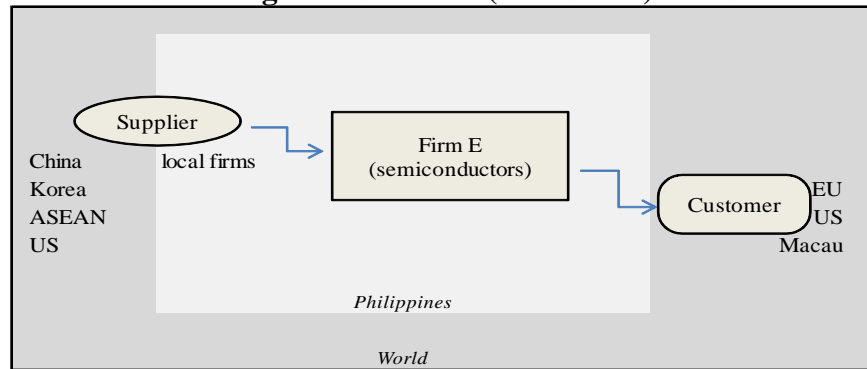 Supplier
China
local firms
Korea
ASEAN
US
Firm E
(semiconductors)
Customer
EU
US
Macau
Philippines
World